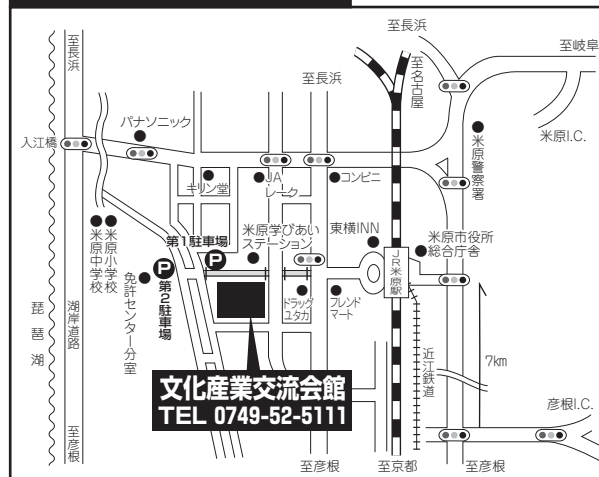 至長浜
至長浜
至長浜
至名古屋
至岐阜
米原I.C.
入江橋
パナソニック
キリン堂
JA
レーク
コンビニ
米原警察署
米原小学校
米原中学校
免許センター分室
第1駐車場
P
P
第2駐車場
米原学びあい
ステーション
東横INN
JR米原駅
米原市役所
総合庁舎
ドラッグ
ユタカ
フレンド
マート
琵琶湖
湖岸道路
近江鉄道
7km
文化産業交流会館
TEL 0749-52-5111
彦根I.C.
至彦根
至彦根
至京都
至彦根